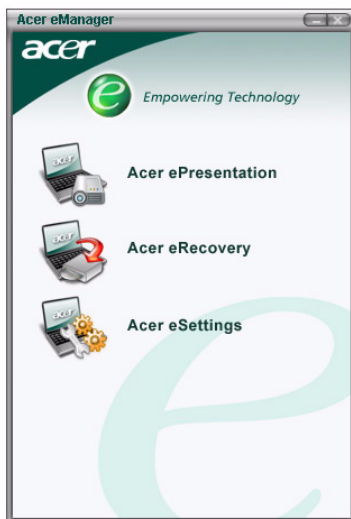 Acer eManager
acer
e Empowering Technology
Acer ePresentation
Acer eRecovery
Acer eSettings